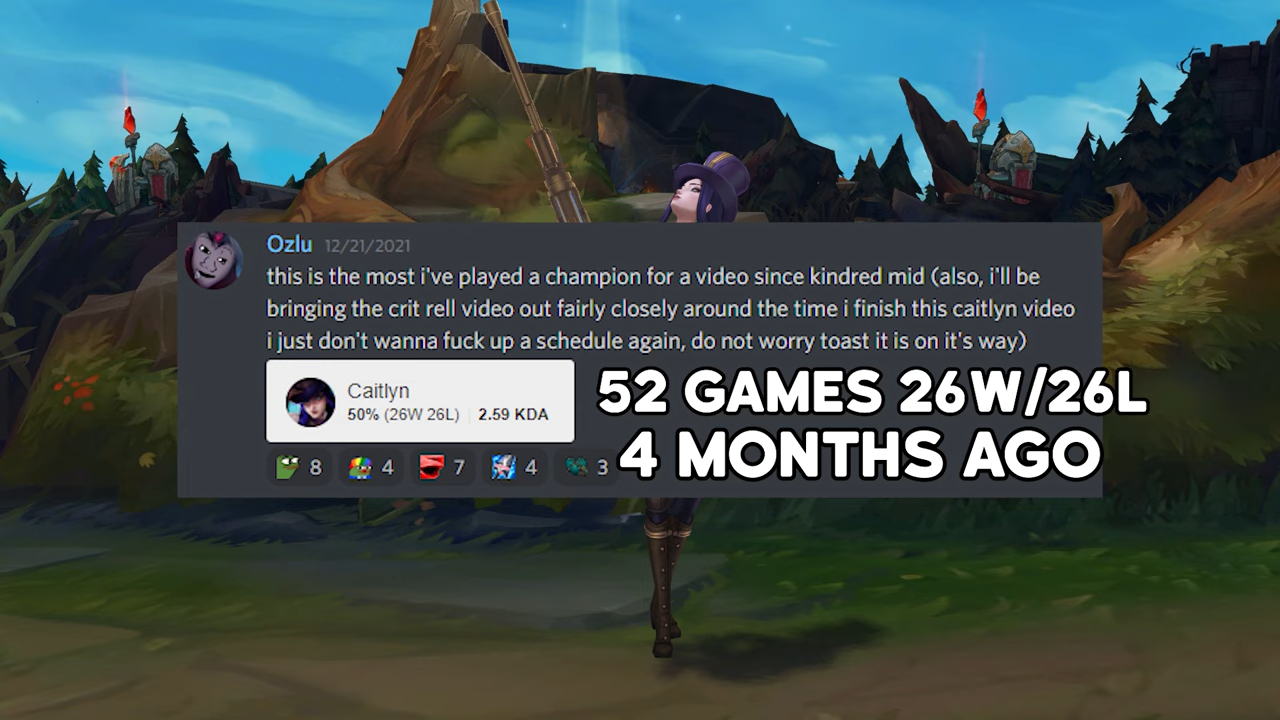 Ozlu 12/21/2021
this is the most i've played a champion for a video since kindred mid (also, i'll be
bringing the crit rell video out fairly closely around the time i finish this caitlyn video
i just don't wanna fuck up a schedule again, do not worry toast it is on it's way)
Caitlyn
50% (26W 26L) 2.59 KDA
52 GAMES 26W/26L
4 MONTHS AGO
8 4 7 4 3